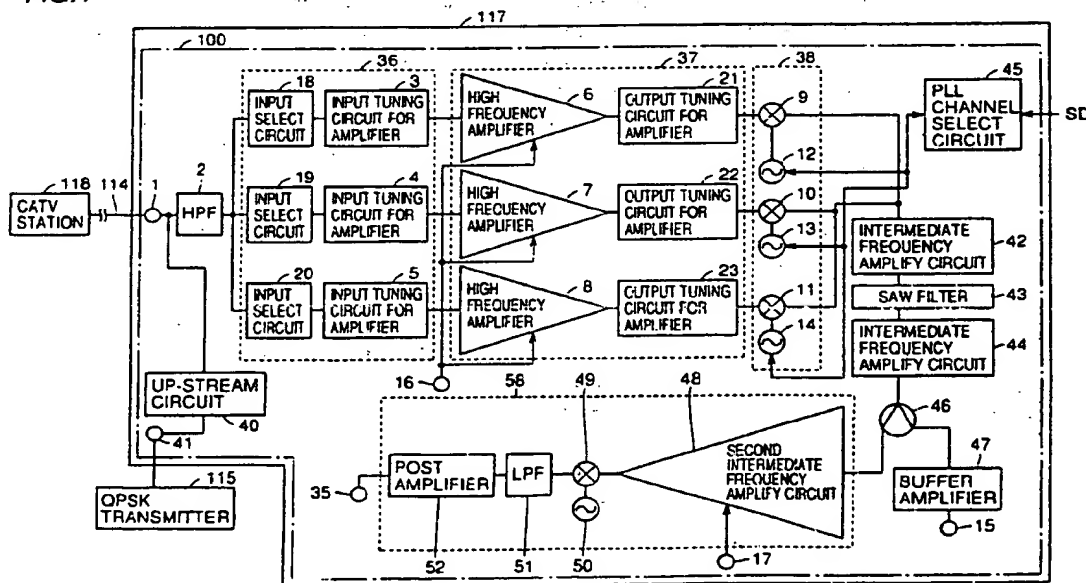 117
100
36
37
38
45
18
3
6
21
9
INPUT
SELECT
CIRCUIT
INPUT TUNING
CIRCUIT FOR
AMPLIFIER
HIGH
FREQUENCY
AMPLIFIER
OUTPUT TUNING
CIRCUIT FOR
AMPLIFIER
PLL
CHANNEL
SELECT
CIRCUIT
SD
12
118
114
1
2
19
4
7
22
10
CATV
STATION
HPF
INPUT
SELECT
CIRCUIT
INPUT TUNING
CIRCUIT FOR
AMPLIFIER
HIGH
FREQUENCY
AMPLIFIER
OUTPUT TUNING
CIRCUIT FOR
AMPLIFIER
13
INTERMEDIATE
FREQUENCY
AMPLIFY CIRCUIT
42
20
5
8
23
11
INPUT
SELECT
CIRCUIT
INPUT TUNING
CIRCUIT FOR
AMPLIFIER
HIGH
FREQUENCY
AMPLIFIER
OUTPUT TUNING
CIRCUIT FOR
AMPLIFIER
14
SAW FILTER
43
INTERMEDIATE
FREQUENCY
AMPLIFY CIRCUIT
44
16
UP-STREAM
CIRCUIT
40
41
58
49
48
46
115
QPSK
TRANSMITTER
35
POST
AMPLIFIER
LPF
SECOND
INTERMEDIATE
FREQUENCY
AMPLIFY CIRCUIT
47
BUFFER
AMPLIFIER
15
52
51
50
17